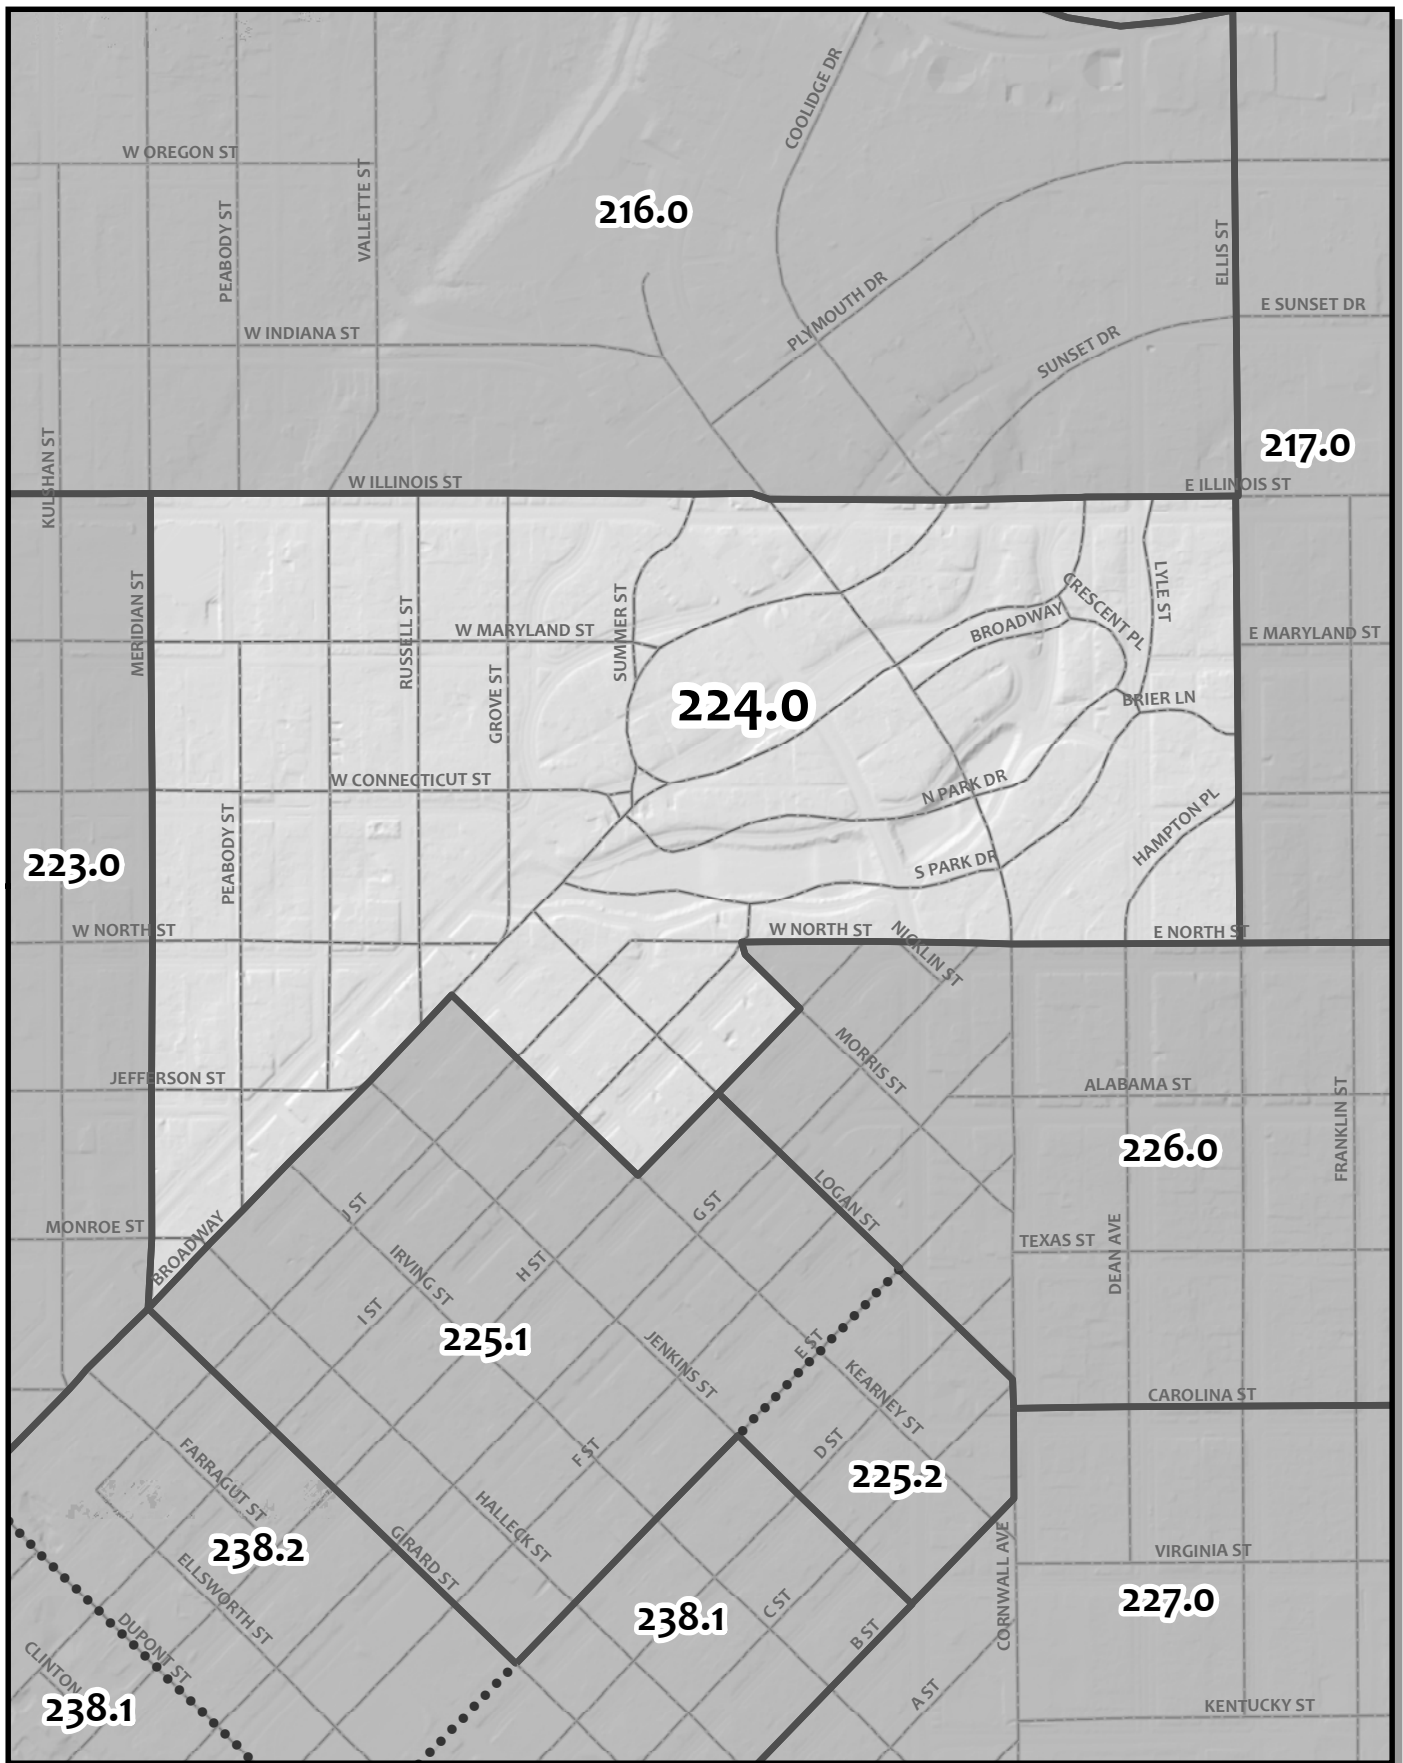 COOLIDGE DR
W OREGON ST
VALLETTE ST
PEABODY ST
216.0
ELLIS ST
PLYMOUTH DR
E SUNSET DR
W INDIANA ST
SUNSET DR
KULSHAN ST
217.0
W ILLINOIS ST
E ILLINOIS ST
MERIDIAN ST
RUSSELL ST
SUMMER ST
CRESCENT PL
LYLE ST
W MARYLAND ST
BROADWAY
E MARYLAND ST
GROVE ST
224.0
BRIER LN
W CONNECTICUT ST
N PARK DR
HAMPTON PL
PEABODY ST
223.0
S PARK DR
W NORTH ST
W NORTH ST
NICKLIN ST
E NORTH ST
MORRIS ST
JEFFERSON ST
ALABAMA ST
FRANKLIN ST
226.0
J ST
G ST
LOGAN ST
MONROE ST
BROADWAY
TEXAS ST
DEAN AVE
IRVING ST
H ST
I ST
225.1
JENKINS ST
E ST
KEARNEY ST
CAROLINA ST
FARRAGUT ST
F ST
D ST
225.2
HALLECK ST
GIRARD ST
238.2
ELLSWORTH ST
CORNWALL AVE
VIRGINIA ST
227.0
238.1
C ST
B ST
DUPONT ST
CLINTON
238.1
A ST
KENTUCKY ST